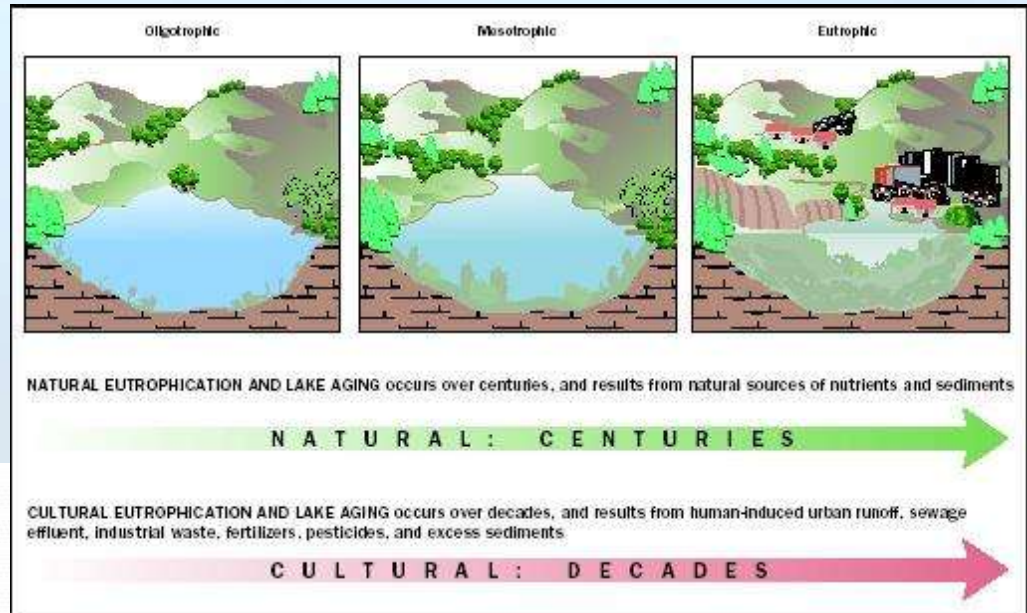 Oligotrophic Mesotrophic Eutrophic
NATURAL EUTROPHICATION AND LAKE AGING occurs over centuries, and results from natural sources of nutrients and sediments
NATURAL: CENTURIES
CULTURAL EUTROPHICATION AND LAKE AGING occurs over decades, and results from human-induced urban runoff, sewage
effluent, industrial waste, fertilizers, pesticides, and excess sediments
CULTURAL: DECADES